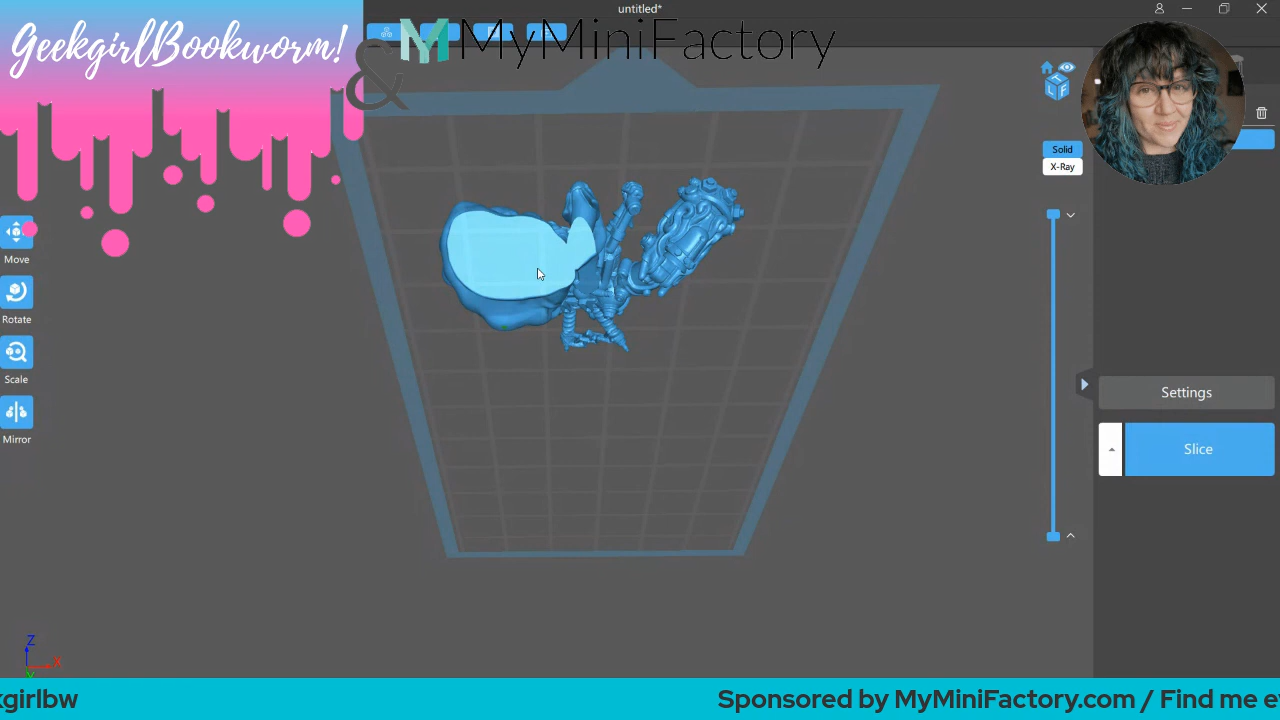 untitled*
GeekgirlBookworm!
& MyMiniFactory
Solid
X-Ray
Move
Rotate
Scale
Mirror
Settings
Slice
Z
X
Y
kgirlbw
Sponsored by MyMiniFactory.com / Find me e